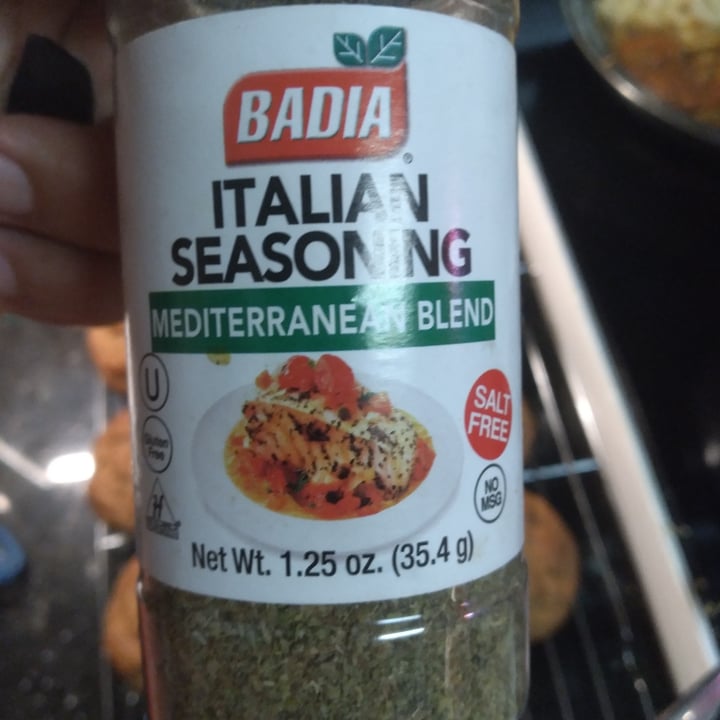 BADIA
®
ITALIAN
SEASONING
MEDITERRANEAN BLEND
U
Gluten
Free
SALT
FREE
H
NO
MSG
Net Wt. 1.25 oz. (35.4 g)